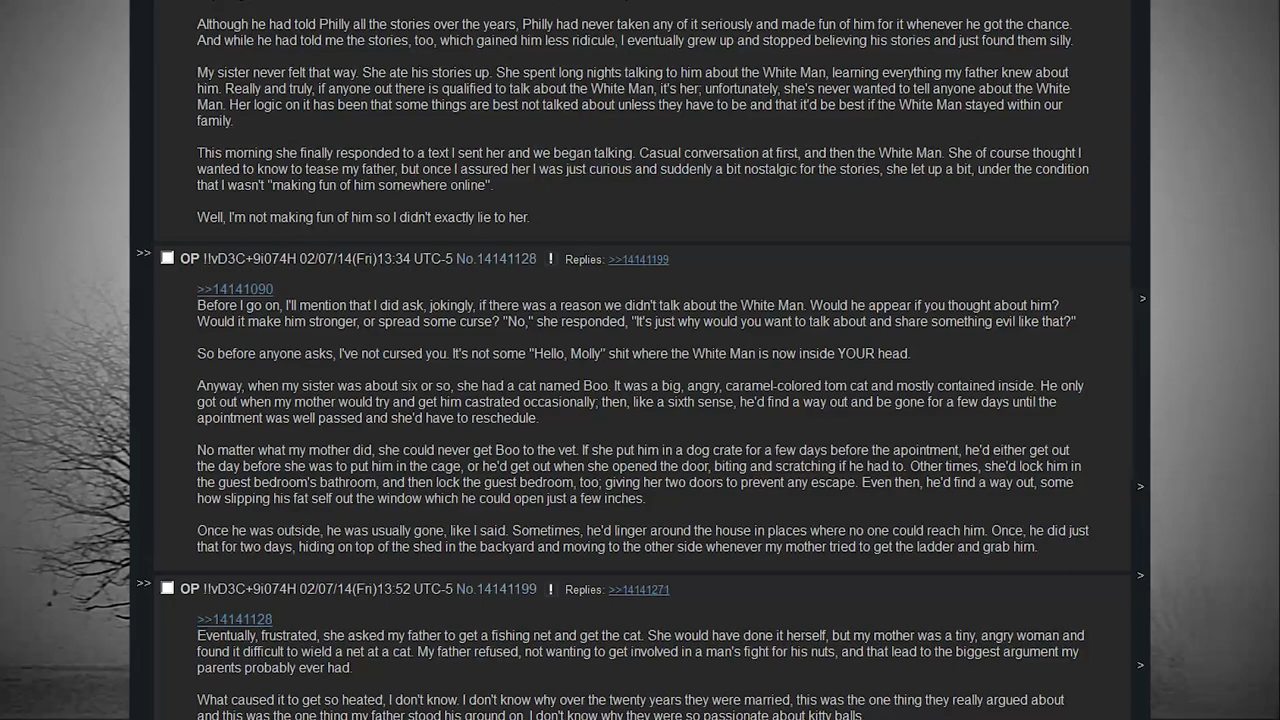 Although he had told Philly all the stories over the years, Philly had never taken any of it seriously and made fun of him for it whenever he got the chance.
And while he had told me the stories, too, which gained him less ridicule, I eventually grew up and stopped believing his stories and just found them silly.
My sister never felt that way. She ate his stories up. She spent long nights talking to him about the White Man, learning everything my father knew about
him. Really and truly, if anyone out there is qualified to talk about the White Man, it's her; unfortunately, she's never wanted to tell anyone about the White
Man. Her logic on it has been that some things are best not talked about unless they have to be and that it'd be best if the White Man stayed within our
family.
This morning she finally responded to a text I sent her and we began talking. Casual conversation at first, and then the White Man. She of course thought I
wanted to know to tease my father, but once I assured her I was just curious and suddenly a bit nostalgic for the stories, she let up a bit, under the condition
that I wasn't "making fun of him somewhere online".
Well, I'm not making fun of him so I didn't exactly lie to her.
>> OP !!vD3C+9i074H 02/07/14(Fri)13:34 UTC-5 No.14141128 ! Replies: >>14141199
>>14141090
Before I go on, I'll mention that I did ask, jokingly, if there was a reason we didn't talk about the White Man. Would he appear if you thought about him?
>
Would it make him stronger, or spread some curse? "No," she responded, "It's just why would you want to talk about and share something evil like that?"
So before anyone asks, I've not cursed you. It's not some "Hello, Molly" shit where the White Man is now inside YOUR head.
Anyway, when my sister was about six or so, she had a cat named Boo. It was a big, angry, caramel-colored tom cat and mostly contained inside. He only
got out when my mother would try and get him castrated occasionally; then, like a sixth sense, he'd find a way out and be gone for a few days until the
apointment was well passed and she'd have to reschedule.
No matter what my mother did, she could never get Boo to the vet. If she put him in a dog crate for a few days before the apointment, he'd either get out
the day before she was to put him in the cage, or he'd get out when she opened the door, biting and scratching if he had to. Other times, she'd lock him in
the guest bedroom's bathroom, and then lock the guest bedroom, too; giving her two doors to prevent any escape. Even then, he'd find a way out, some
>
how slipping his fat self out the window which he could open just a few inches.
Once he was outside, he was usually gone, like I said. Sometimes, he'd linger around the house in places where no one could reach him. Once, he did just
that for two days, hiding on top of the shed in the backyard and moving to the other side whenever my mother tried to get the ladder and grab him.
>
>> OP !!vD3C+9i074H 02/07/14(Fri)13:52 UTC-5 No.14141199 ! Replies: >>14141271
>>14141128
Eventually, frustrated, she asked my father to get a fishing net and get the cat. She would have done it herself, but my mother was a tiny, angry woman and
found it difficult to wield a net at a cat. My father refused, not wanting to get involved in a man's fight for his nuts, and that lead to the biggest argument my
>
parents probably ever had.
What caused it to get so heated, I don't know. I don't know why over the twenty years they were married, this was the one thing they really argued about
and this was the one thing my father stood his ground on. I don't know why they were so passionate about kitty balls.